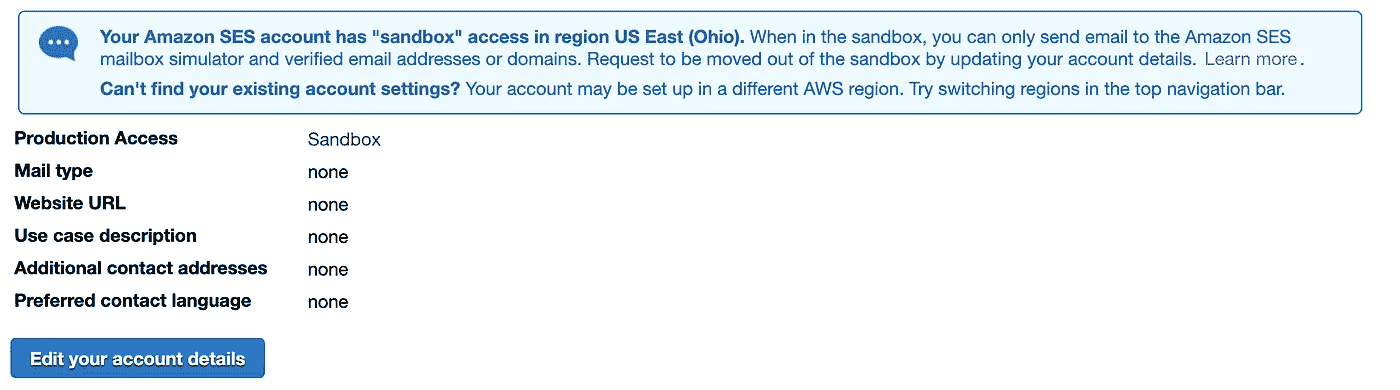 Your Amazon SES account has "sandbox" access in region US East (Ohio). When in the sandbox, you can only send email to the Amazon SES
mailbox simulator and verified email addresses or domains. Request to be moved out of the sandbox by updating your account details. Learn more.
Can't find your existing account settings? Your account may be set up in a different AWS region. Try switching regions in the top navigation bar.
Production Access Sandbox
Mail type none
Website URL none
Use case description none
Additional contact addresses none
Preferred contact language none
Edit your account details